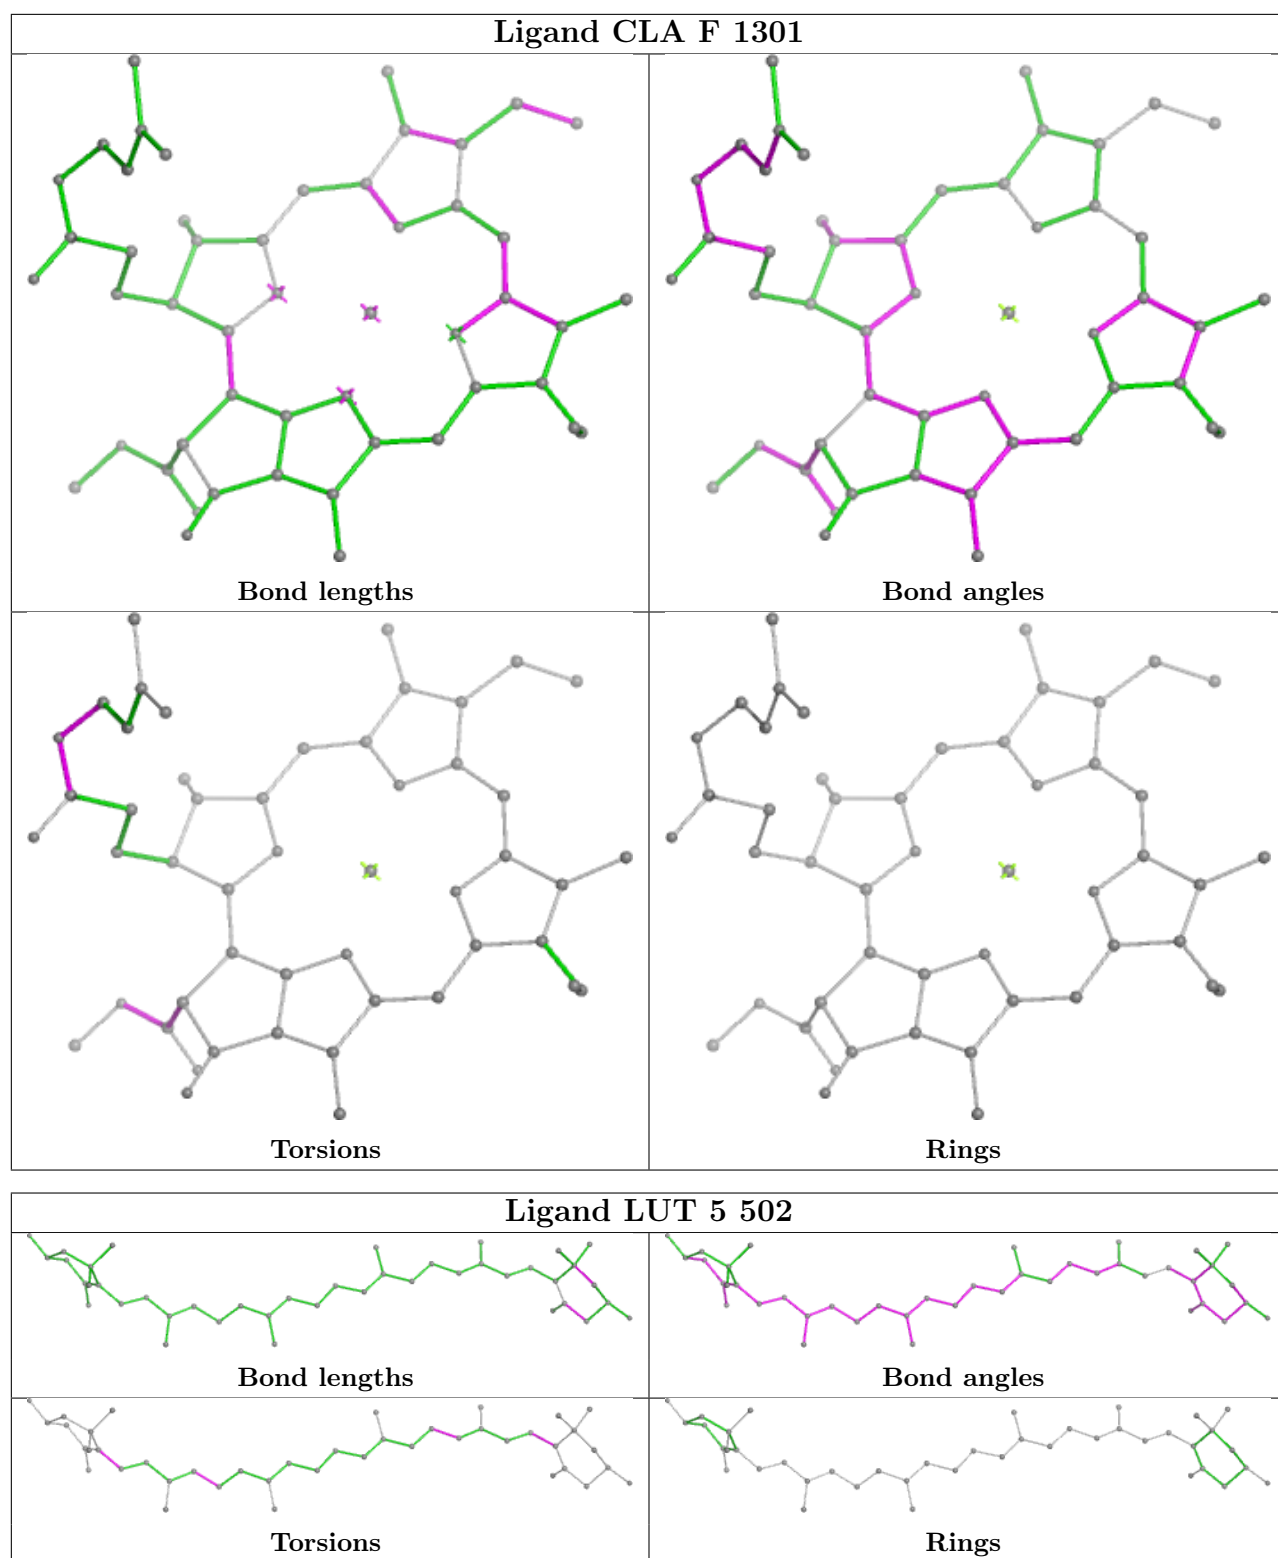 Ligand CLA F 1301
Bond lengths
Bond angles
Torsions
Rings
Ligand LUT 5 502
Bond lengths
Bond angles
Torsions
Rings